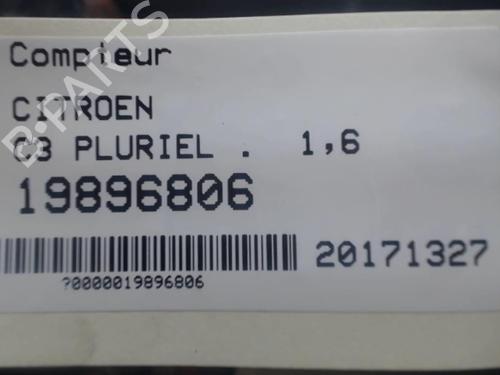 Compteur
CITROEN
C3 PLURIEL . 1,6
19896806
20171327
?0000019896806
B-PARTS